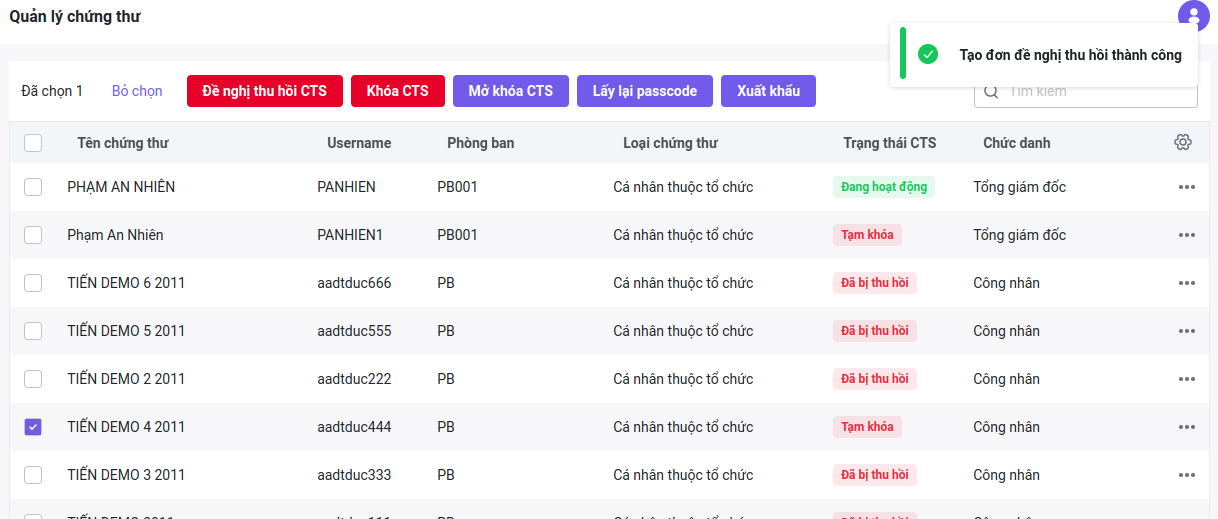 Quản lý chứng thư
Tạo đơn đề nghị thu hồi thành công
Đã chọn 1 Bỏ chọn Đề nghị thu hồi CTS Khóa CTS Mở khóa CTS Lấy lại passcode Xuất khẩu Tìm kiếm
Tên chứng thư Username Phòng ban Loại chứng thư Trạng thái CTS Chức danh
PHẠM AN NHIÊN PANHIEN PB001 Cá nhân thuộc tổ chức Đang hoạt động Tổng giám đốc
Phạm An Nhiên PANHIEN1 PB001 Cá nhân thuộc tổ chức Tạm khóa Tổng giám đốc
TIẾN DEMO 6 2011 aadtduc666 PB Cá nhân thuộc tổ chức Đã bị thu hồi Công nhân
TIẾN DEMO 5 2011 aadtduc555 PB Cá nhân thuộc tổ chức Đã bị thu hồi Công nhân
TIẾN DEMO 2 2011 aadtduc222 PB Cá nhân thuộc tổ chức Đã bị thu hồi Công nhân
TIẾN DEMO 4 2011 aadtduc444 PB Cá nhân thuộc tổ chức Tạm khóa Công nhân
TIẾN DEMO 3 2011 aadtduc333 PB Cá nhân thuộc tổ chức Đã bị thu hồi Công nhân